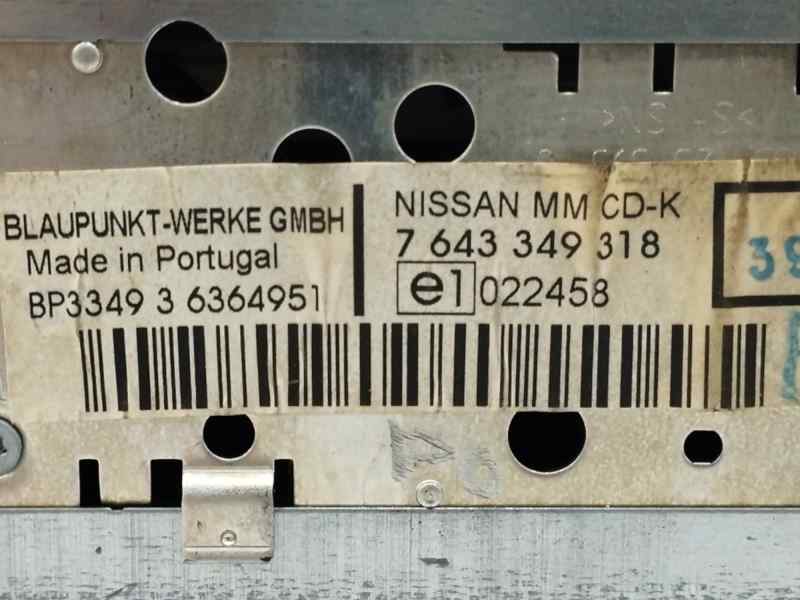 BLAUPUNKT-WERKE GMBH
Made in Portugal
BP3349 3 6364951
NISSAN MM CD-K
7 643 349 318
e1 022458